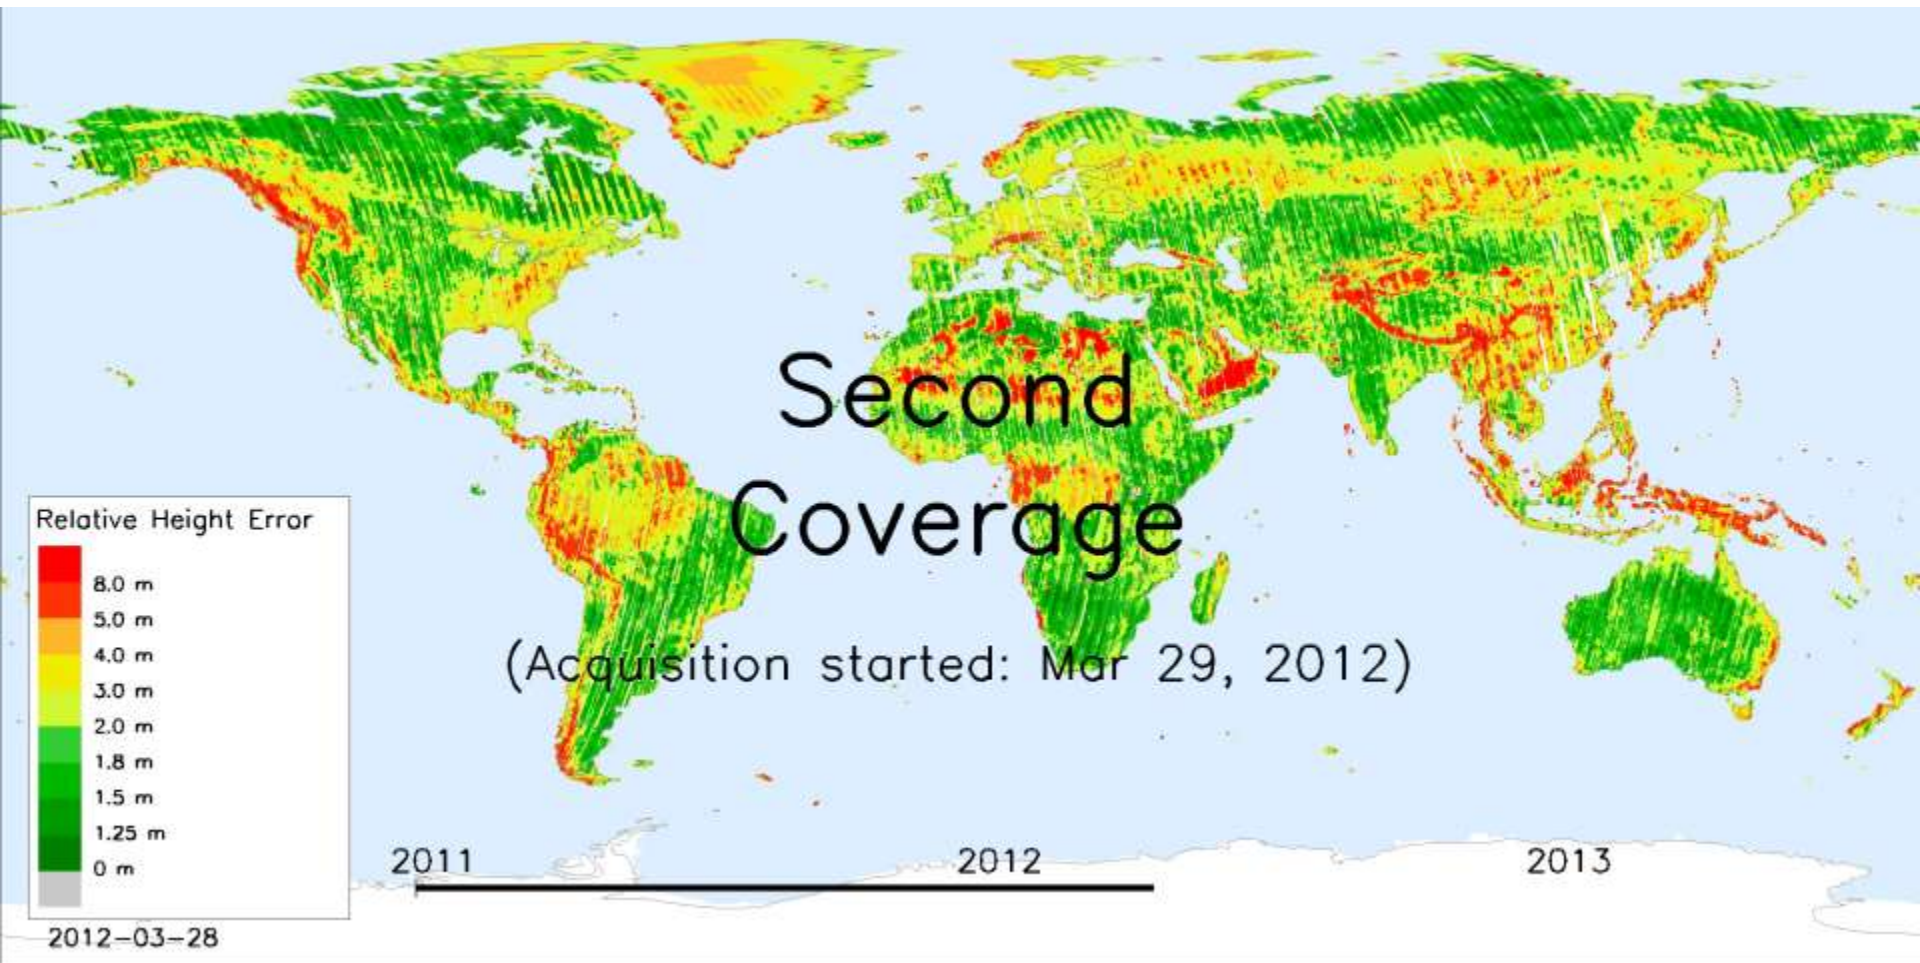 Second
Coverage
(Acquisition started: Mar 29, 2012)
Relative Height Error
8.0 m
5.0 m
4.0 m
3.0 m
2.0 m
1.8 m
1.5 m
1.25 m
0 m
2011 2012 2013
2012-03-28